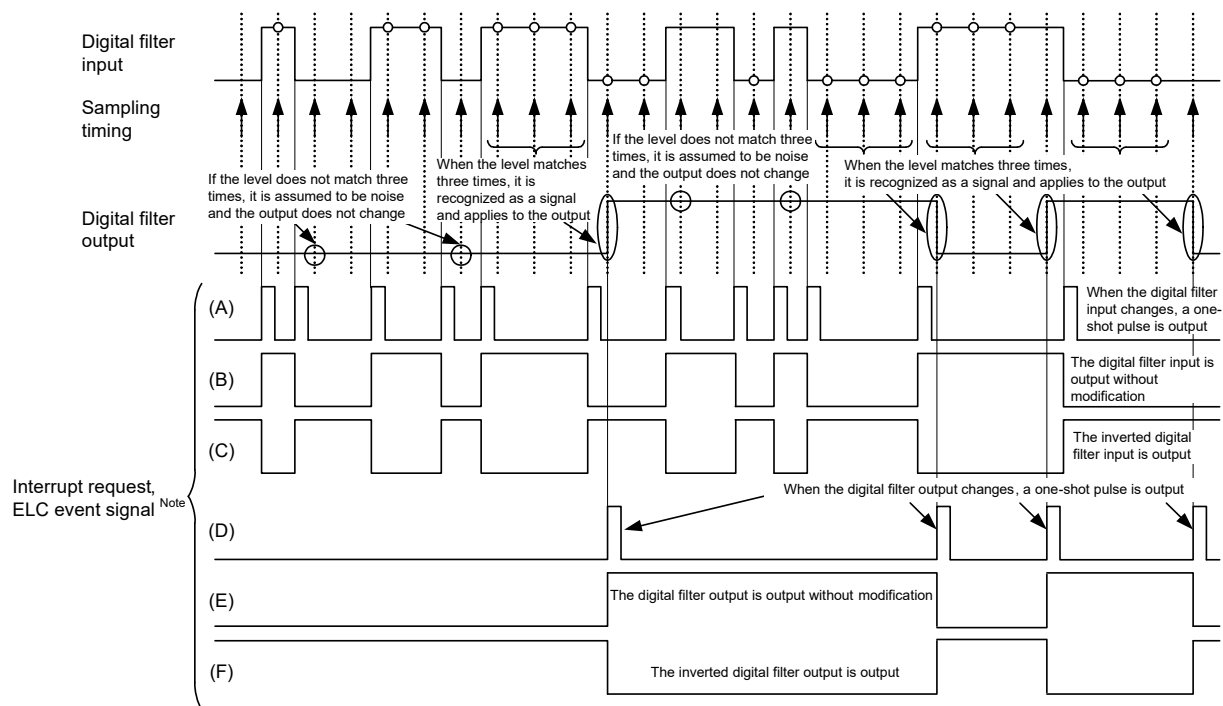 Digital filter
input
Sampling
timing
If the level does not match three
times, it is assumed to be noise
and the output does not change
When the level matches
three times, it is
recognized as a signal
and applies to the output
If the level does not match three
times, it is assumed to be noise
and the output does not change
When the level matches three times,
it is recognized as a signal and applies to the output
Digital filter
output
(A)
When the digital filter
input changes, a one-
shot pulse is output
(B)
The digital filter input is
output without
modification
(C)
The inverted digital
filter input is output
Interrupt request,
ELC event signal Note
When the digital filter output changes, a one-shot pulse is output
(D)
(E)
The digital filter output is output without modification
(F)
The inverted digital filter output is output